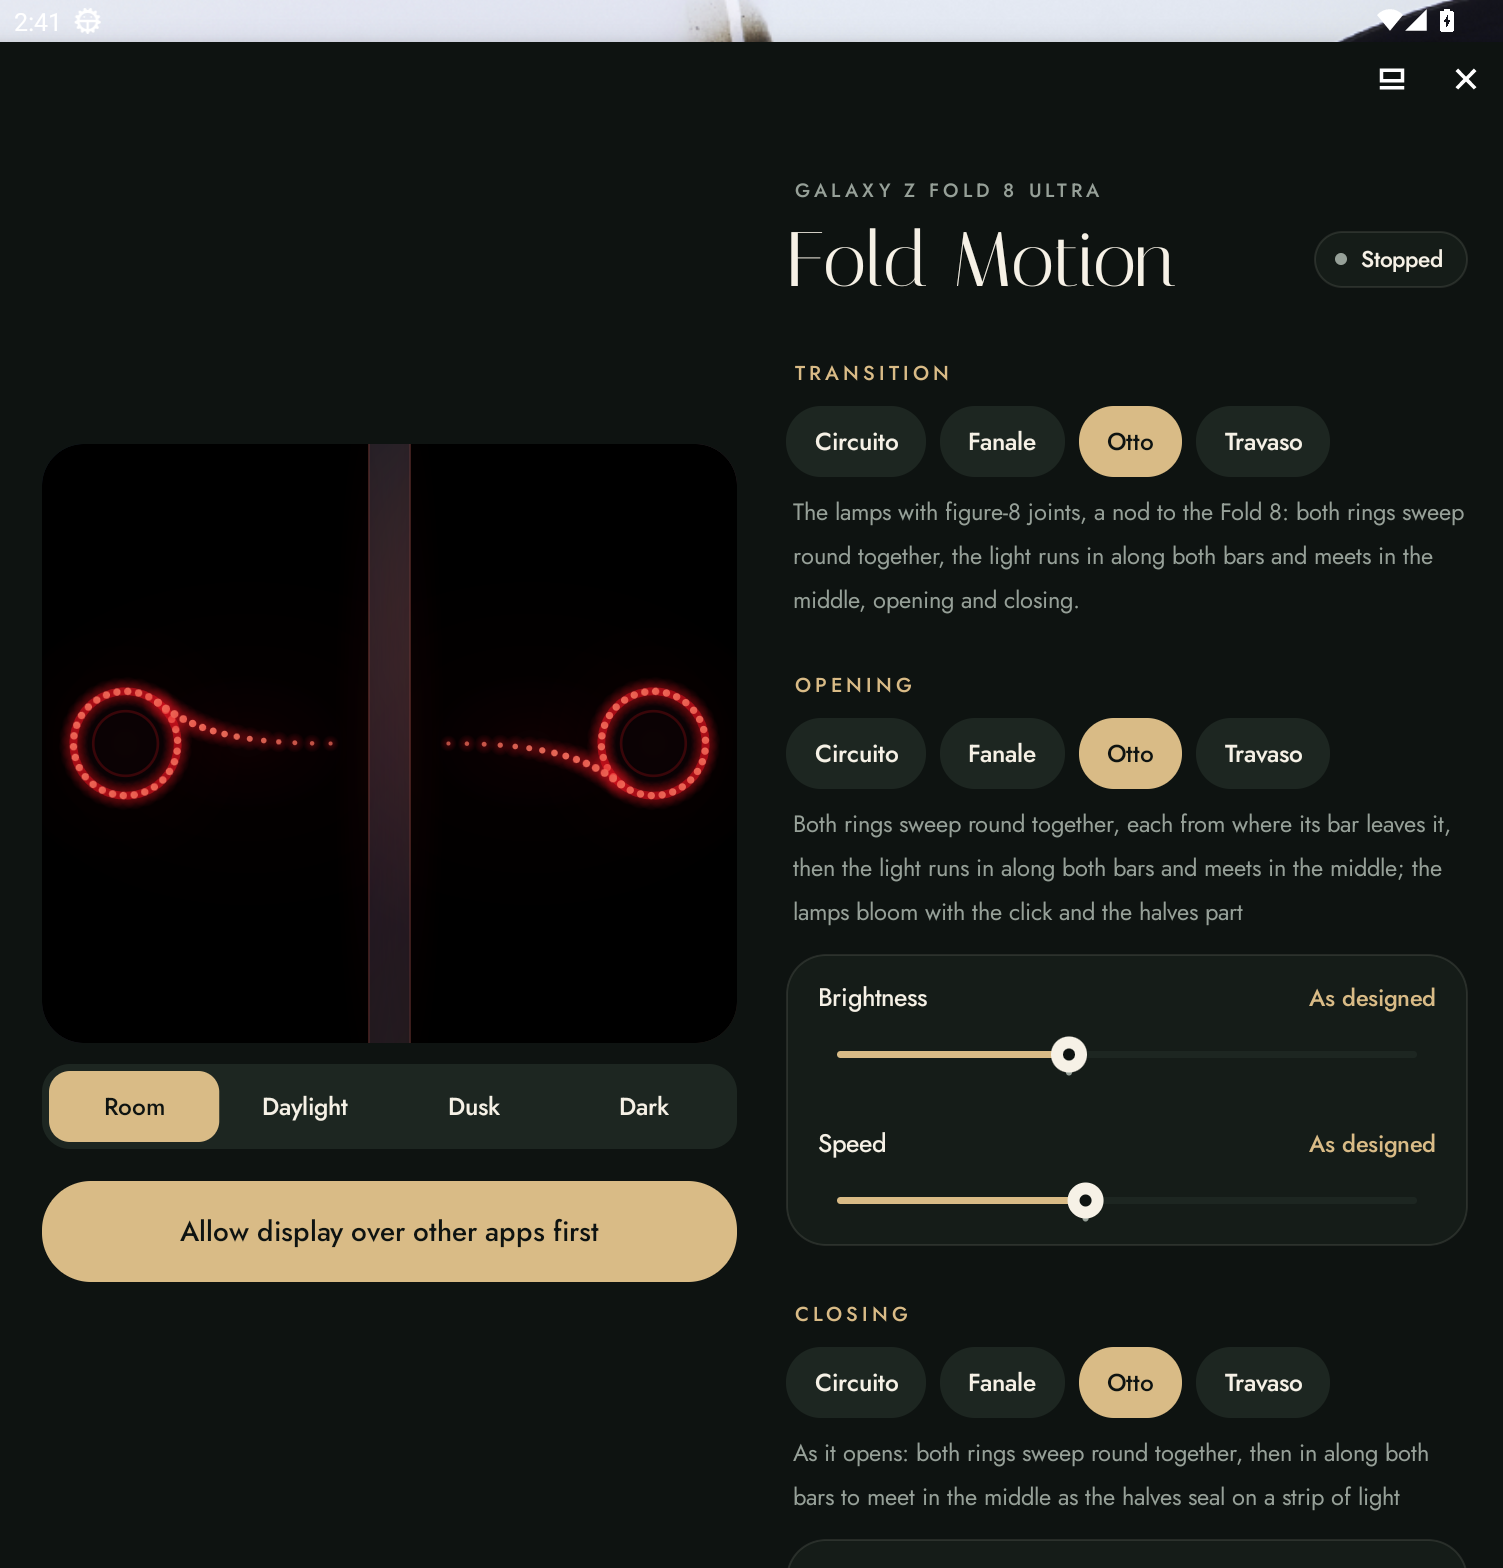 2:41
GALAXY Z FOLD 8 ULTRA
Fold Motion
Stopped
TRANSITION
Circuito Fanale Otto Travaso
The lamps with figure-8 joints, a nod to the Fold 8: both rings sweep
round together, the light runs in along both bars and meets in the
middle, opening and closing.
OPENING
Circuito Fanale Otto Travaso
Both rings sweep round together, each from where its bar leaves it,
then the light runs in along both bars and meets in the middle; the
lamps bloom with the click and the halves part
Brightness As designed
Speed As designed
CLOSING
Circuito Fanale Otto Travaso
As it opens: both rings sweep round together, then in along both
bars to meet in the middle as the halves seal on a strip of light
Room Daylight Dusk Dark
Allow display over other apps first